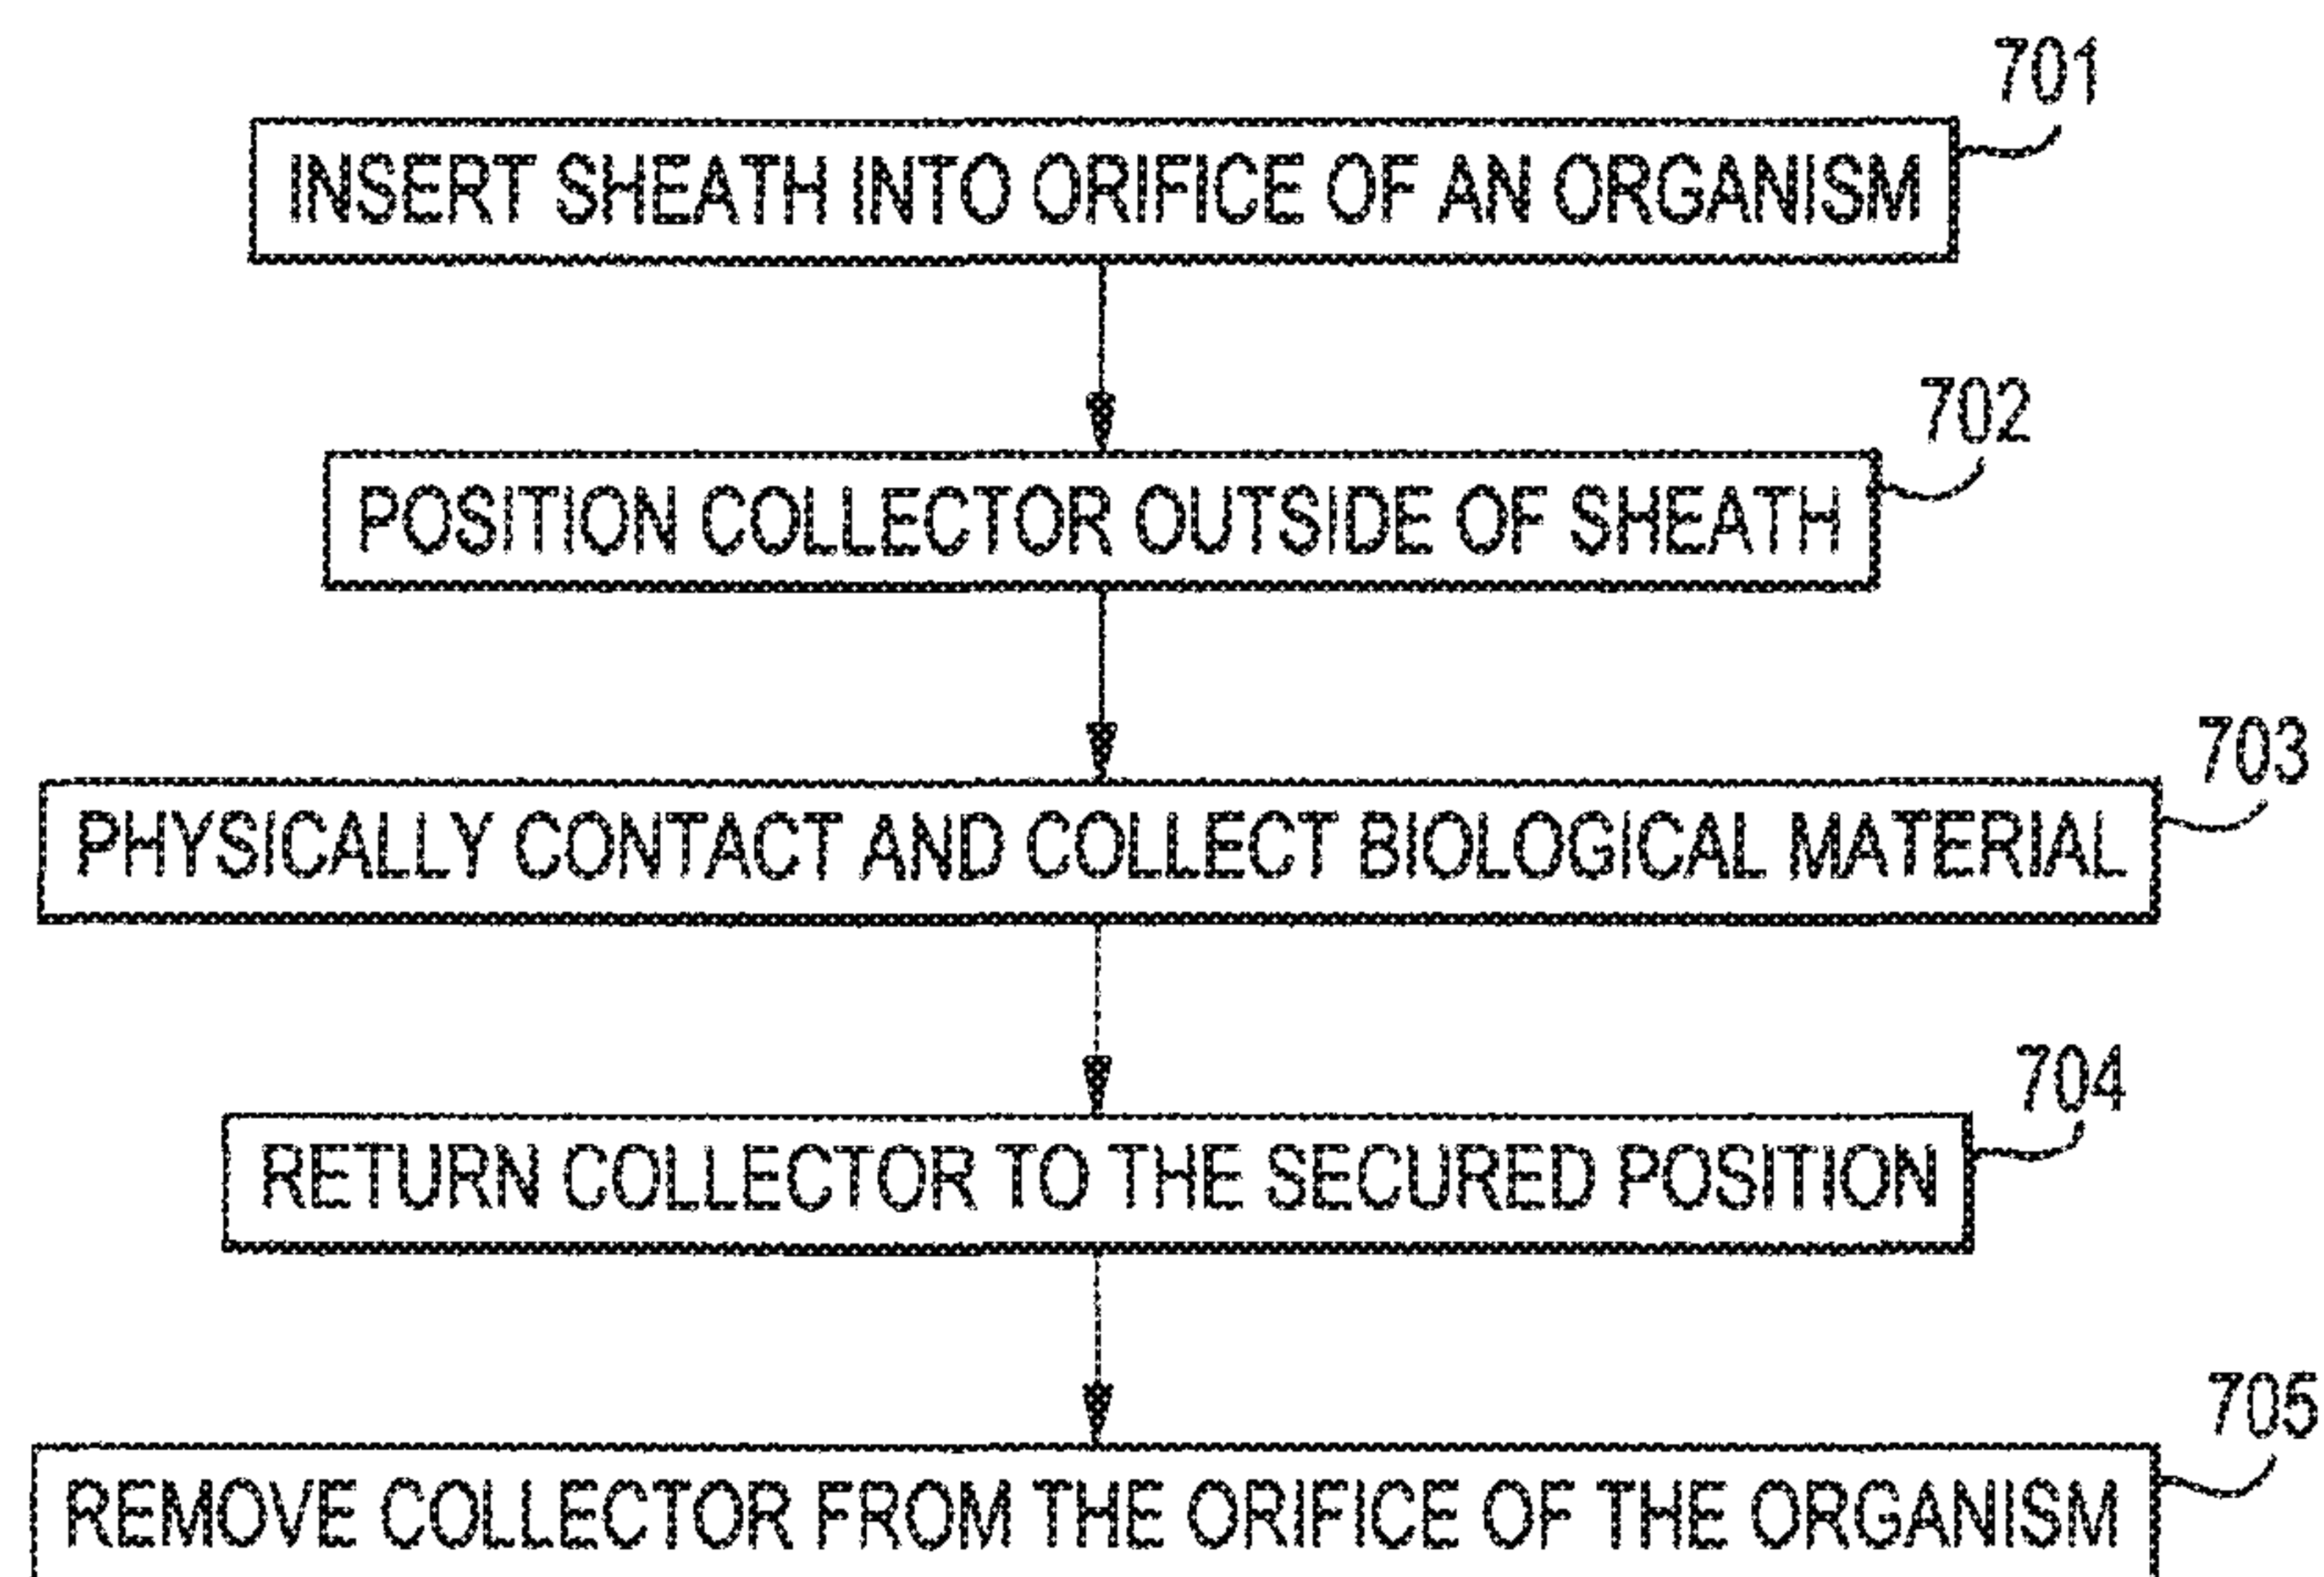 701
INSERT SHEATH INTO ORIFICE OF AN ORGANISM
702
POSITION COLLECTOR OUTSIDE OF SHEATH
703
PHYSICALLY CONTACT AND COLLECT BIOLOGICAL MATERIAL
704
RETURN COLLECTOR TO THE SECURED POSITION
705
REMOVE COLLECTOR FROM THE ORIFICE OF THE ORGANISM